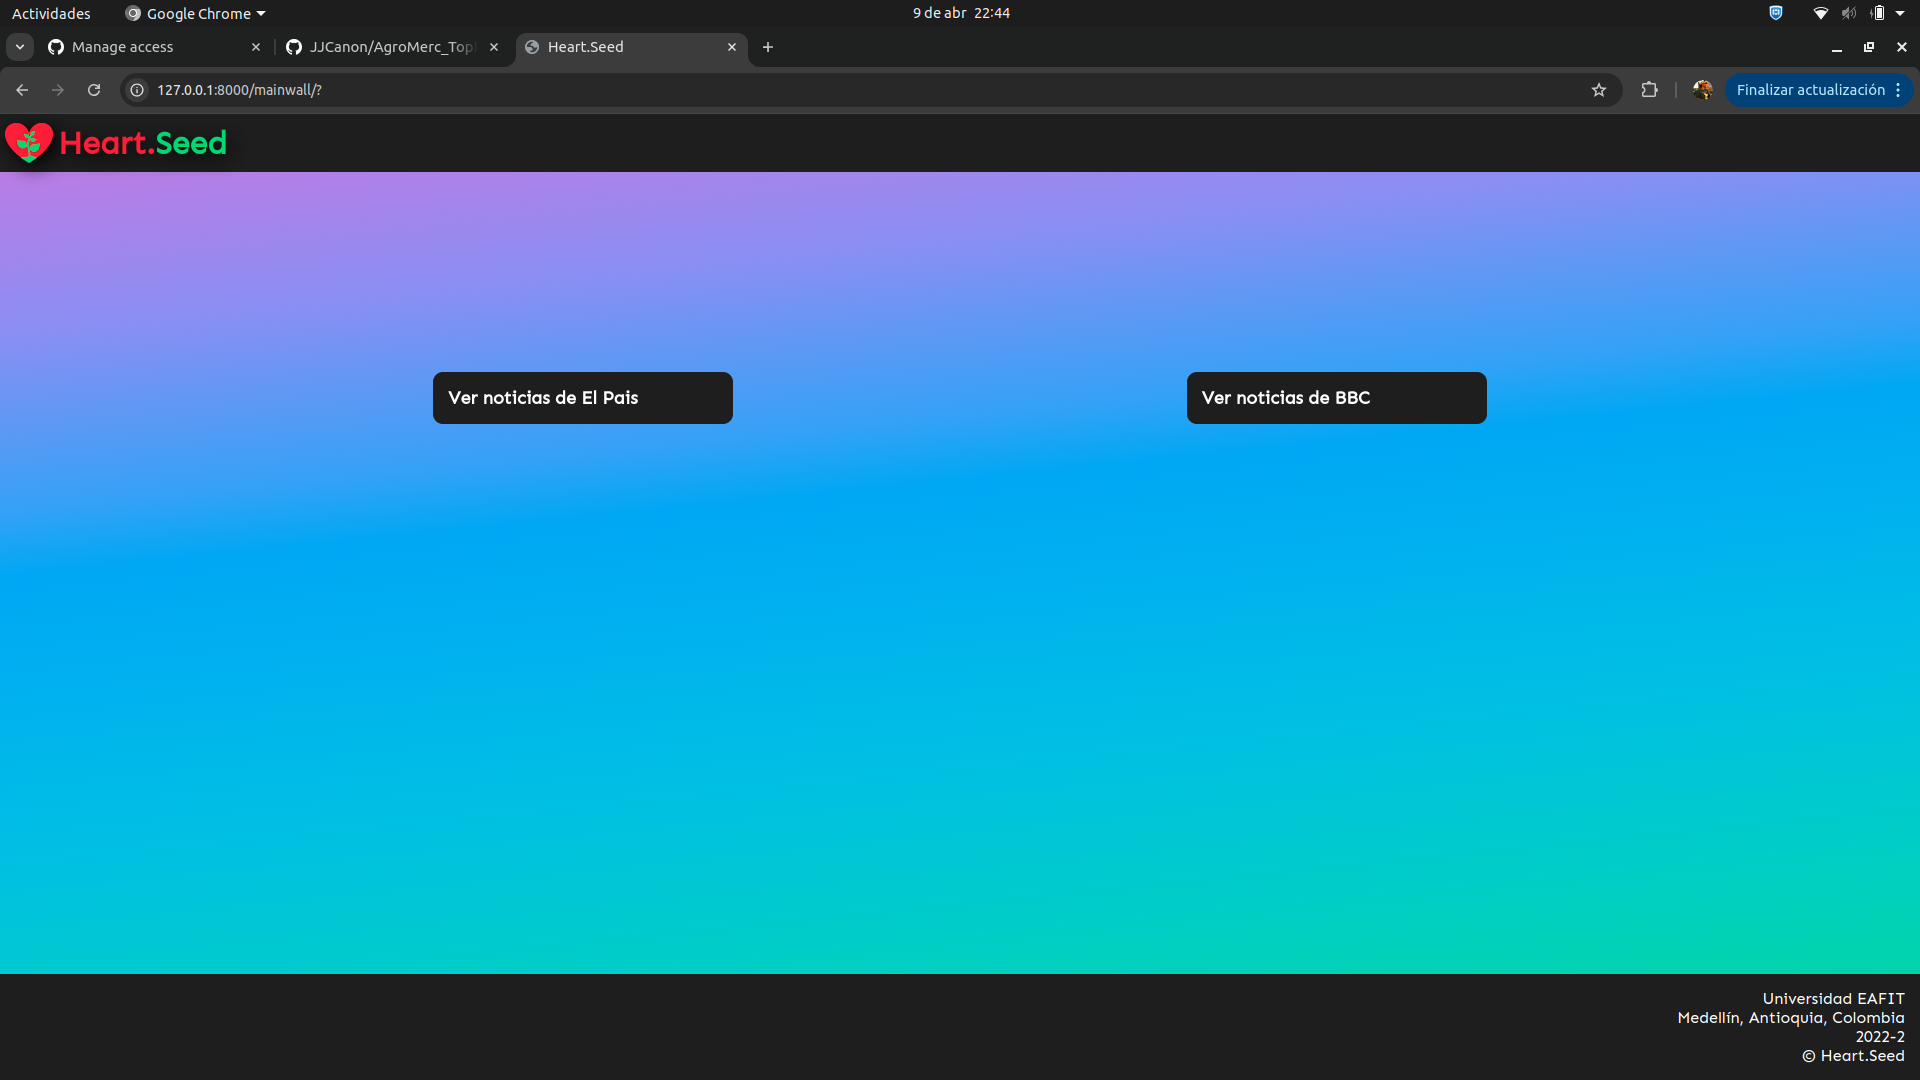 Actividades
Google Chrome
9 de abr 22:44
Manage access
JJCanon/AgroMerc_Top
Heart.Seed
127.0.0.1:8000/mainwall/?
Finalizar actualización
Heart.Seed
Ver noticias de El Pais
Ver noticias de BBC
Universidad EAFIT
Medellín, Antioquia, Colombia
2022-2
© Heart.Seed